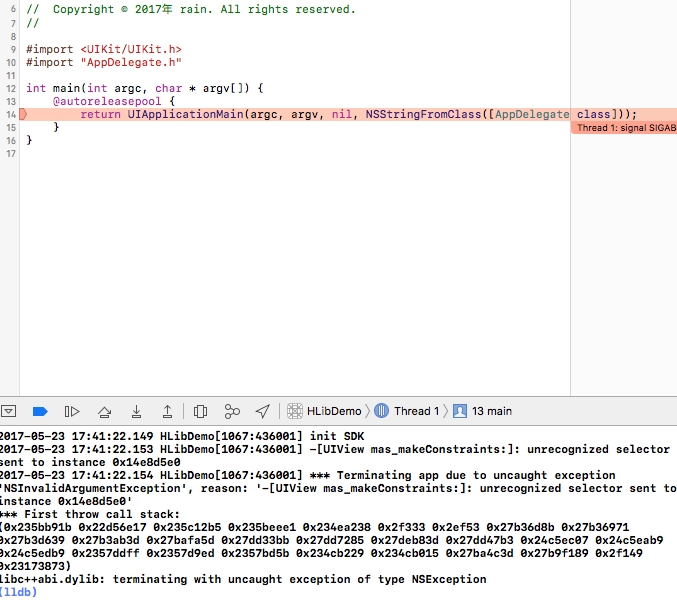 6 //  Copyright © 2017年 rain. All rights reserved.
7 //
8
9 #import <UIKit/UIKit.h>
10 #import "AppDelegate.h"
11
12 int main(int argc, char * argv[]) {
13     @autoreleasepool {
14         return UIApplicationMain(argc, argv, nil, NSStringFromClass([AppDelegate class]));
Thread 1: signal SIGAB
15     }
16 }
17
HLibDemo Thread 1 13 main
2017-05-23 17:41:22.149 HLibDemo[1067:436001] init SDK
2017-05-23 17:41:22.153 HLibDemo[1067:436001] -[UIView mas_makeConstraints:]: unrecognized selector
sent to instance 0x14e8d5e0
2017-05-23 17:41:22.154 HLibDemo[1067:436001] *** Terminating app due to uncaught exception
'NSInvalidArgumentException', reason: '-[UIView mas_makeConstraints:]: unrecognized selector sent to
instance 0x14e8d5e0'
*** First throw call stack:
(0x235bb91b 0x22d56e17 0x235c12b5 0x235beee1 0x234ea238 0x2f333 0x2ef53 0x27b36d8b 0x27b36971
0x27b3d639 0x27b3ab3d 0x27bafa5d 0x27dd33bb 0x27dd7285 0x27deb83d 0x27dd47b3 0x24c5ec07 0x24c5eab9
0x24c5edb9 0x2357ddff 0x2357d9ed 0x2357bd5b 0x234cb229 0x234cb015 0x27ba4c3d 0x27b9f189 0x2f149
0x23173873)
libc++abi.dylib: terminating with uncaught exception of type NSException
(lldb)